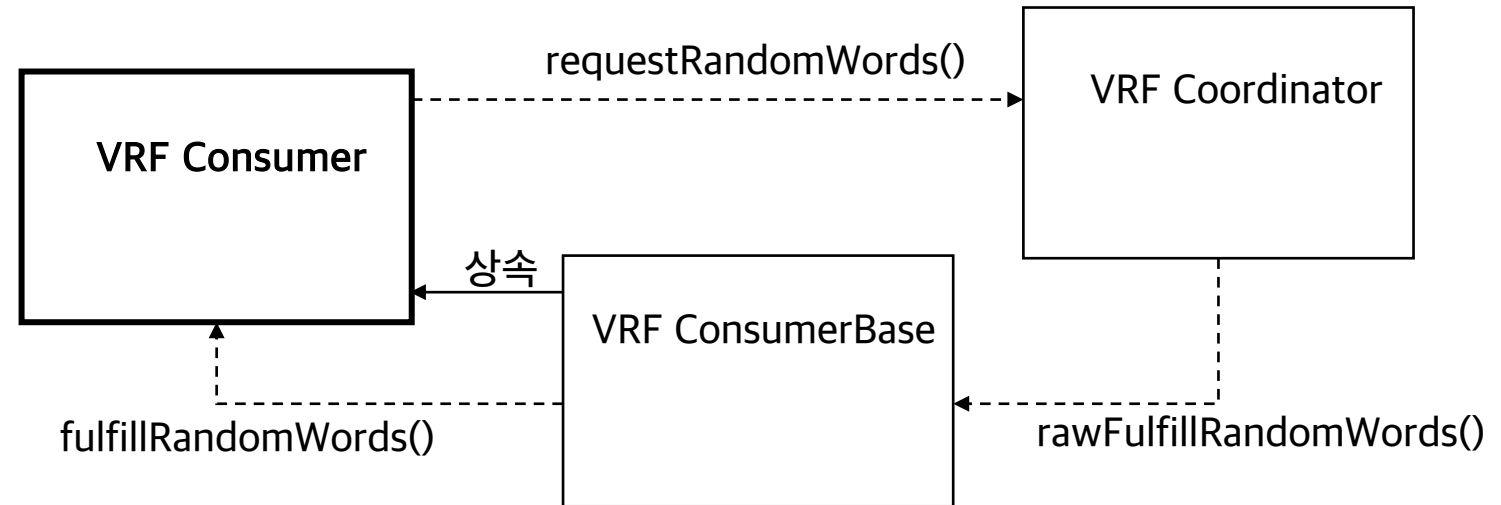 requestRandomWords()
VRF Coordinator
VRF Consumer
상속
VRF ConsumerBase
fulfillRandomWords()
rawFulfillRandomWords()